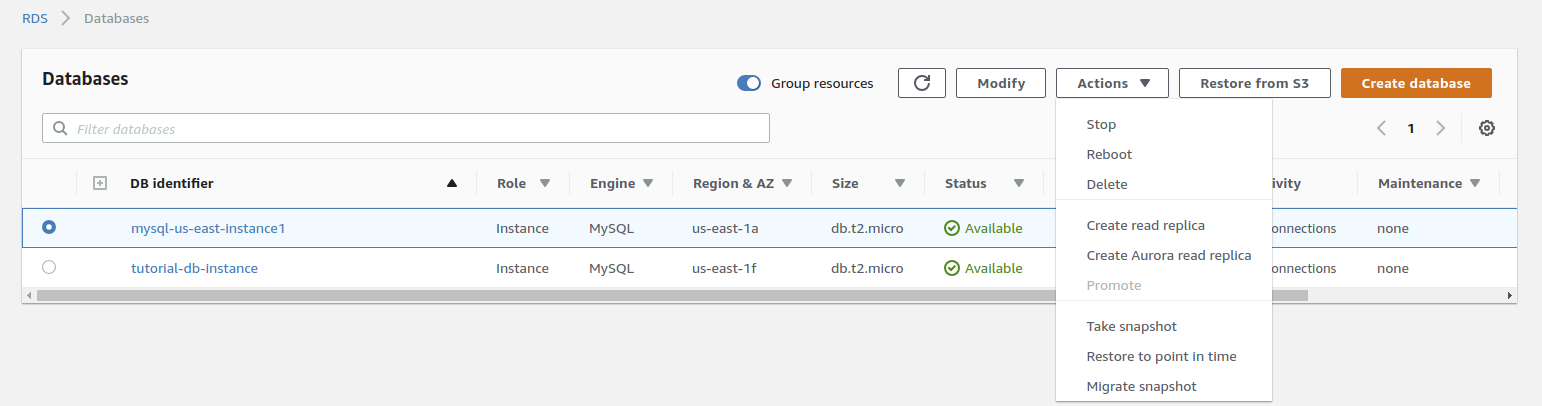 RDS > Databases
Databases
Group resources
Modify
Actions
Restore from S3
Create database
Filter databases
1
Stop
Reboot
Delete
Create read replica
Create Aurora read replica
Promote
Take snapshot
Restore to point in time
Migrate snapshot
DB identifier Role Engine Region & AZ Size Status ivity Maintenance
mysql-us-east-instance1 Instance MySQL us-east-1a db.t2.micro Available onnections none
tutorial-db-instance Instance MySQL us-east-1f db.t2.micro Available onnections none